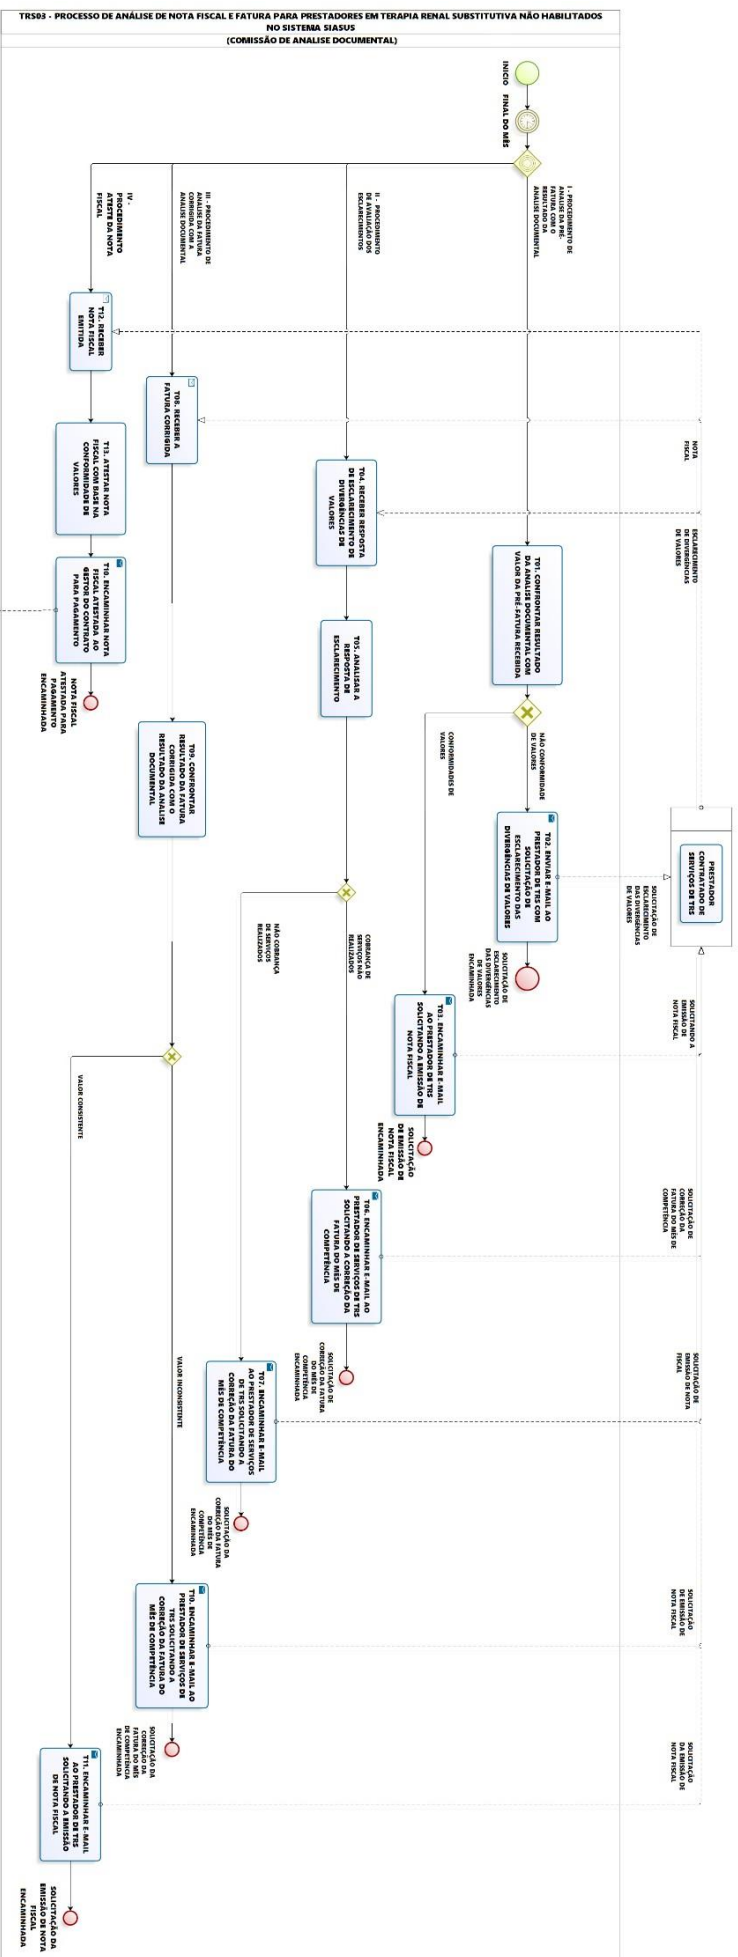 TRS03 - PROCESSO DE ANÁLISE DE NOTA FISCAL E FATURA PARA PRESTADORES EM TERAPIA RENAL SUBSTITUTIVA NÃO HABILITADOS
NO SISTEMA SIASUS
(COMISSÃO DE ANALISE DOCUMENTAL)
INICIO
FINAL DO MÊS
I - PROCEDIMENTO DE
ANALISE DA PRÉ-
FATURA COM O
RESULTADO DA
ANALISE DOCUMENTAL
II - PROCEDIMENTO
DE AVALIAÇÃO DOS
ESCLARECIMENTOS
III - PROCEDIMENTO DE
ANALISE DA FATURA
CORRIGIDA COM A
ANALISE DOCUMENTAL
IV -
PROCEDIMENTO
ATESTE DA NOTA
FISCAL
T12. RECEBER
NOTA FISCAL
EMITIDA
T08. RECEBER A
FATURA CORRIGIDA
T13. ATESTAR NOTA
FISCAL COM BASE NA
CONFORMIDADE DE
VALORES
T04. RECEBER RESPOSTA
DE ESCLARECIMENTO DE
DIVERGÊNCIAS DE
VALORES
NOTA
FISCAL
ESCLARECIMENTO
DE DIVERGÊNCIAS
DE VALORES
T01. CONFRONTAR RESULTADO
DA ANALISE DOCUMENTAL COM
VALOR DA PRÉ-FATURA RECEBIDA
T10. ENCAMINHAR NOTA
FISCAL ATESTADA AO
GESTOR DO CONTRATO
PARA PAGAMENTO
NOTA FISCAL
ATESTADA PARA
PAGAMENTO
ENCAMINHADA
T05. ANALISAR A
RESPOSTA DE
ESCLARECIMENTO
T09. CONFRONTAR
RESULTADO DA FATURA
CORRIGIDA COM O
RESULTADO DA ANALISE
DOCUMENTAL
NÃO CONFORMIDADE
DE VALORES
CONFORMIDADES DE
VALORES
T02. ENVIAR E-MAIL AO
PRESTADOR DE TRS COM
SOLICITAÇÃO DE
ESCLARECIMENTO DAS
DIVERGÊNCIAS DE VALORES
SOLICITAÇÃO DE
ESCLARECIMENTO
DAS DIVERGÊNCIAS
DE VALORES
PRESTADOR
CONTRATADO DE
SERVIÇOS DE TRS
SOLICITAÇÃO DE
ESCLARECIMENTO
DAS DIVERGÊNCIAS
DE VALORES
ENCAMINHADA
COBRANÇA DE
SERVIÇOS NÃO
REALIZADOS
NÃO COBRANÇA
DE SERVIÇOS
REALIZADOS
T03. ENCAMINHAR E-MAIL
AO PRESTADOR DE TRS
SOLICITANDO A EMISSÃO DE
NOTA FISCAL
SOLICITANDO A
EMISSÃO DE
NOTA FISCAL
SOLICITAÇÃO
DE EMISSÃO DE
NOTA FISCAL
ENCAMINHADA
VALOR CONSISTENTE
VALOR INCONSISTENTE
T06. ENCAMINHAR E-MAIL AO
PRESTADOR DE SERVIÇOS DE TRS
SOLICITANDO A CORREÇÃO DA
FATURA DO MÊS DE
COMPETÊNCIA
SOLICITAÇÃO DE
CORREÇÃO DA
FATURA DO MÊS DE
COMPETÊNCIA
SOLICITAÇÃO DE
CORREÇÃO DA FATURA
DO MÊS DE
COMPETÊNCIA
ENCAMINHADA
T07. ENCAMINHAR E-MAIL
AO PRESTADOR DE SERVIÇOS
DE TRS SOLICITANDO A
CORREÇÃO DA FATURA DO
MÊS DE COMPETÊNCIA
SOLICITAÇÃO DE
EMISSÃO DE NOTA
FISCAL
SOLICITAÇÃO DA
CORREÇÃO DA FATURA
DO MÊS DE
COMPETÊNCIA
ENCAMINHADA
T10. ENCAMINHAR E-MAIL AO
PRESTADOR DE SERVIÇOS DE
TRS SOLICITANDO A
CORREÇÃO DA FATURA DO
MÊS DE COMPETÊNCIA
SOLICITAÇÃO
DE EMISSÃO DE
NOTA FISCAL
SOLICITAÇÃO DA
CORREÇÃO DA
FATURA DO MÊS
DE COMPETÊNCIA
ENCAMINHADA
T11. ENCAMINHAR E-MAIL
AO PRESTADOR DE TRS
SOLICITANDO A EMISSÃO
DE NOTA FISCAL
SOLICITAÇÃO
DA EMISSÃO DE
NOTA FISCAL
SOLICITAÇÃO DA
EMISSÃO DE NOTA
FISCAL
ENCAMINHADA